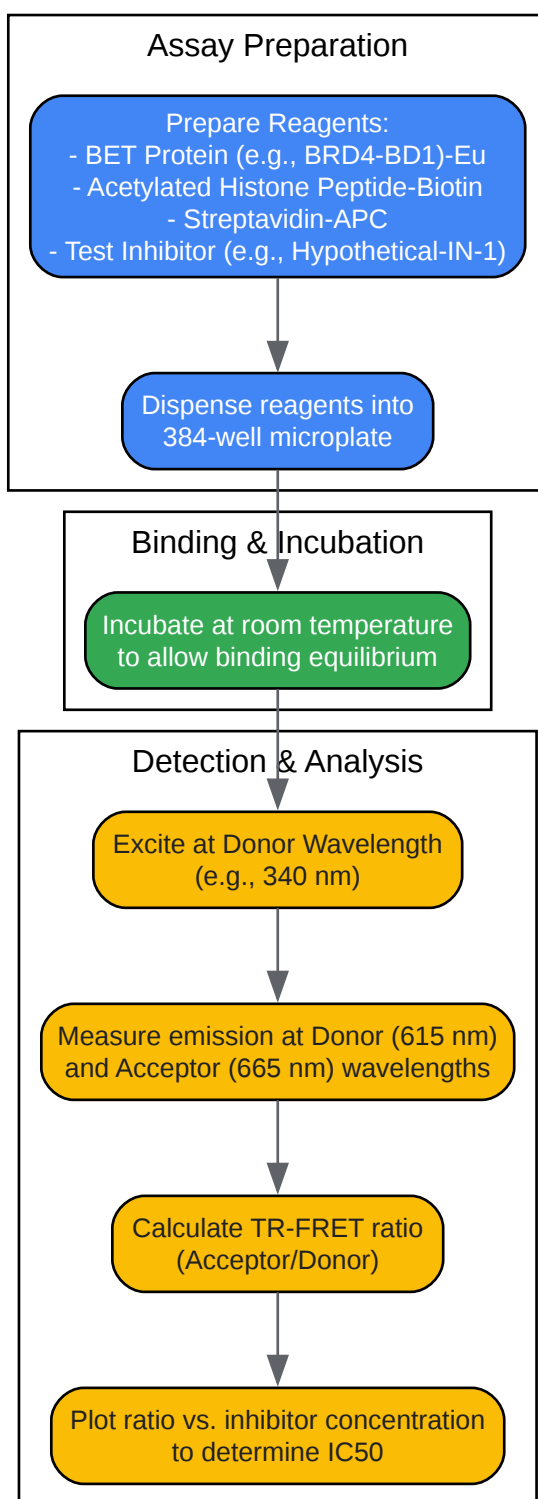 Assay Preparation
Prepare Reagents:
- BET Protein (e.g., BRD4-BD1)-Eu
- Acetylated Histone Peptide-Biotin
- Streptavidin-APC
- Test Inhibitor (e.g., Hypothetical-IN-1)
Dispense reagents into
384-well microplate
Binding & Incubation
Incubate at room temperature
to allow binding equilibrium
Detection & Analysis
Excite at Donor Wavelength
(e.g., 340 nm)
Measure emission at Donor (615 nm)
and Acceptor (665 nm) wavelengths
Calculate TR-FRET ratio
(Acceptor/Donor)
Plot ratio vs. inhibitor concentration
to determine IC50